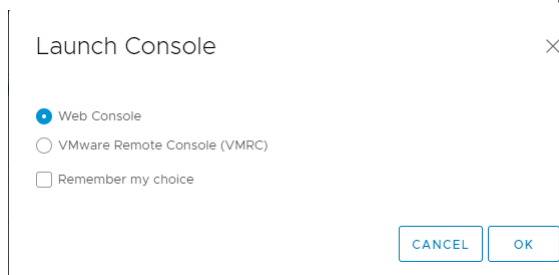 Launch Console
Web Console
VMware Remote Console (VMRC)
Remember my choice
CANCEL OK